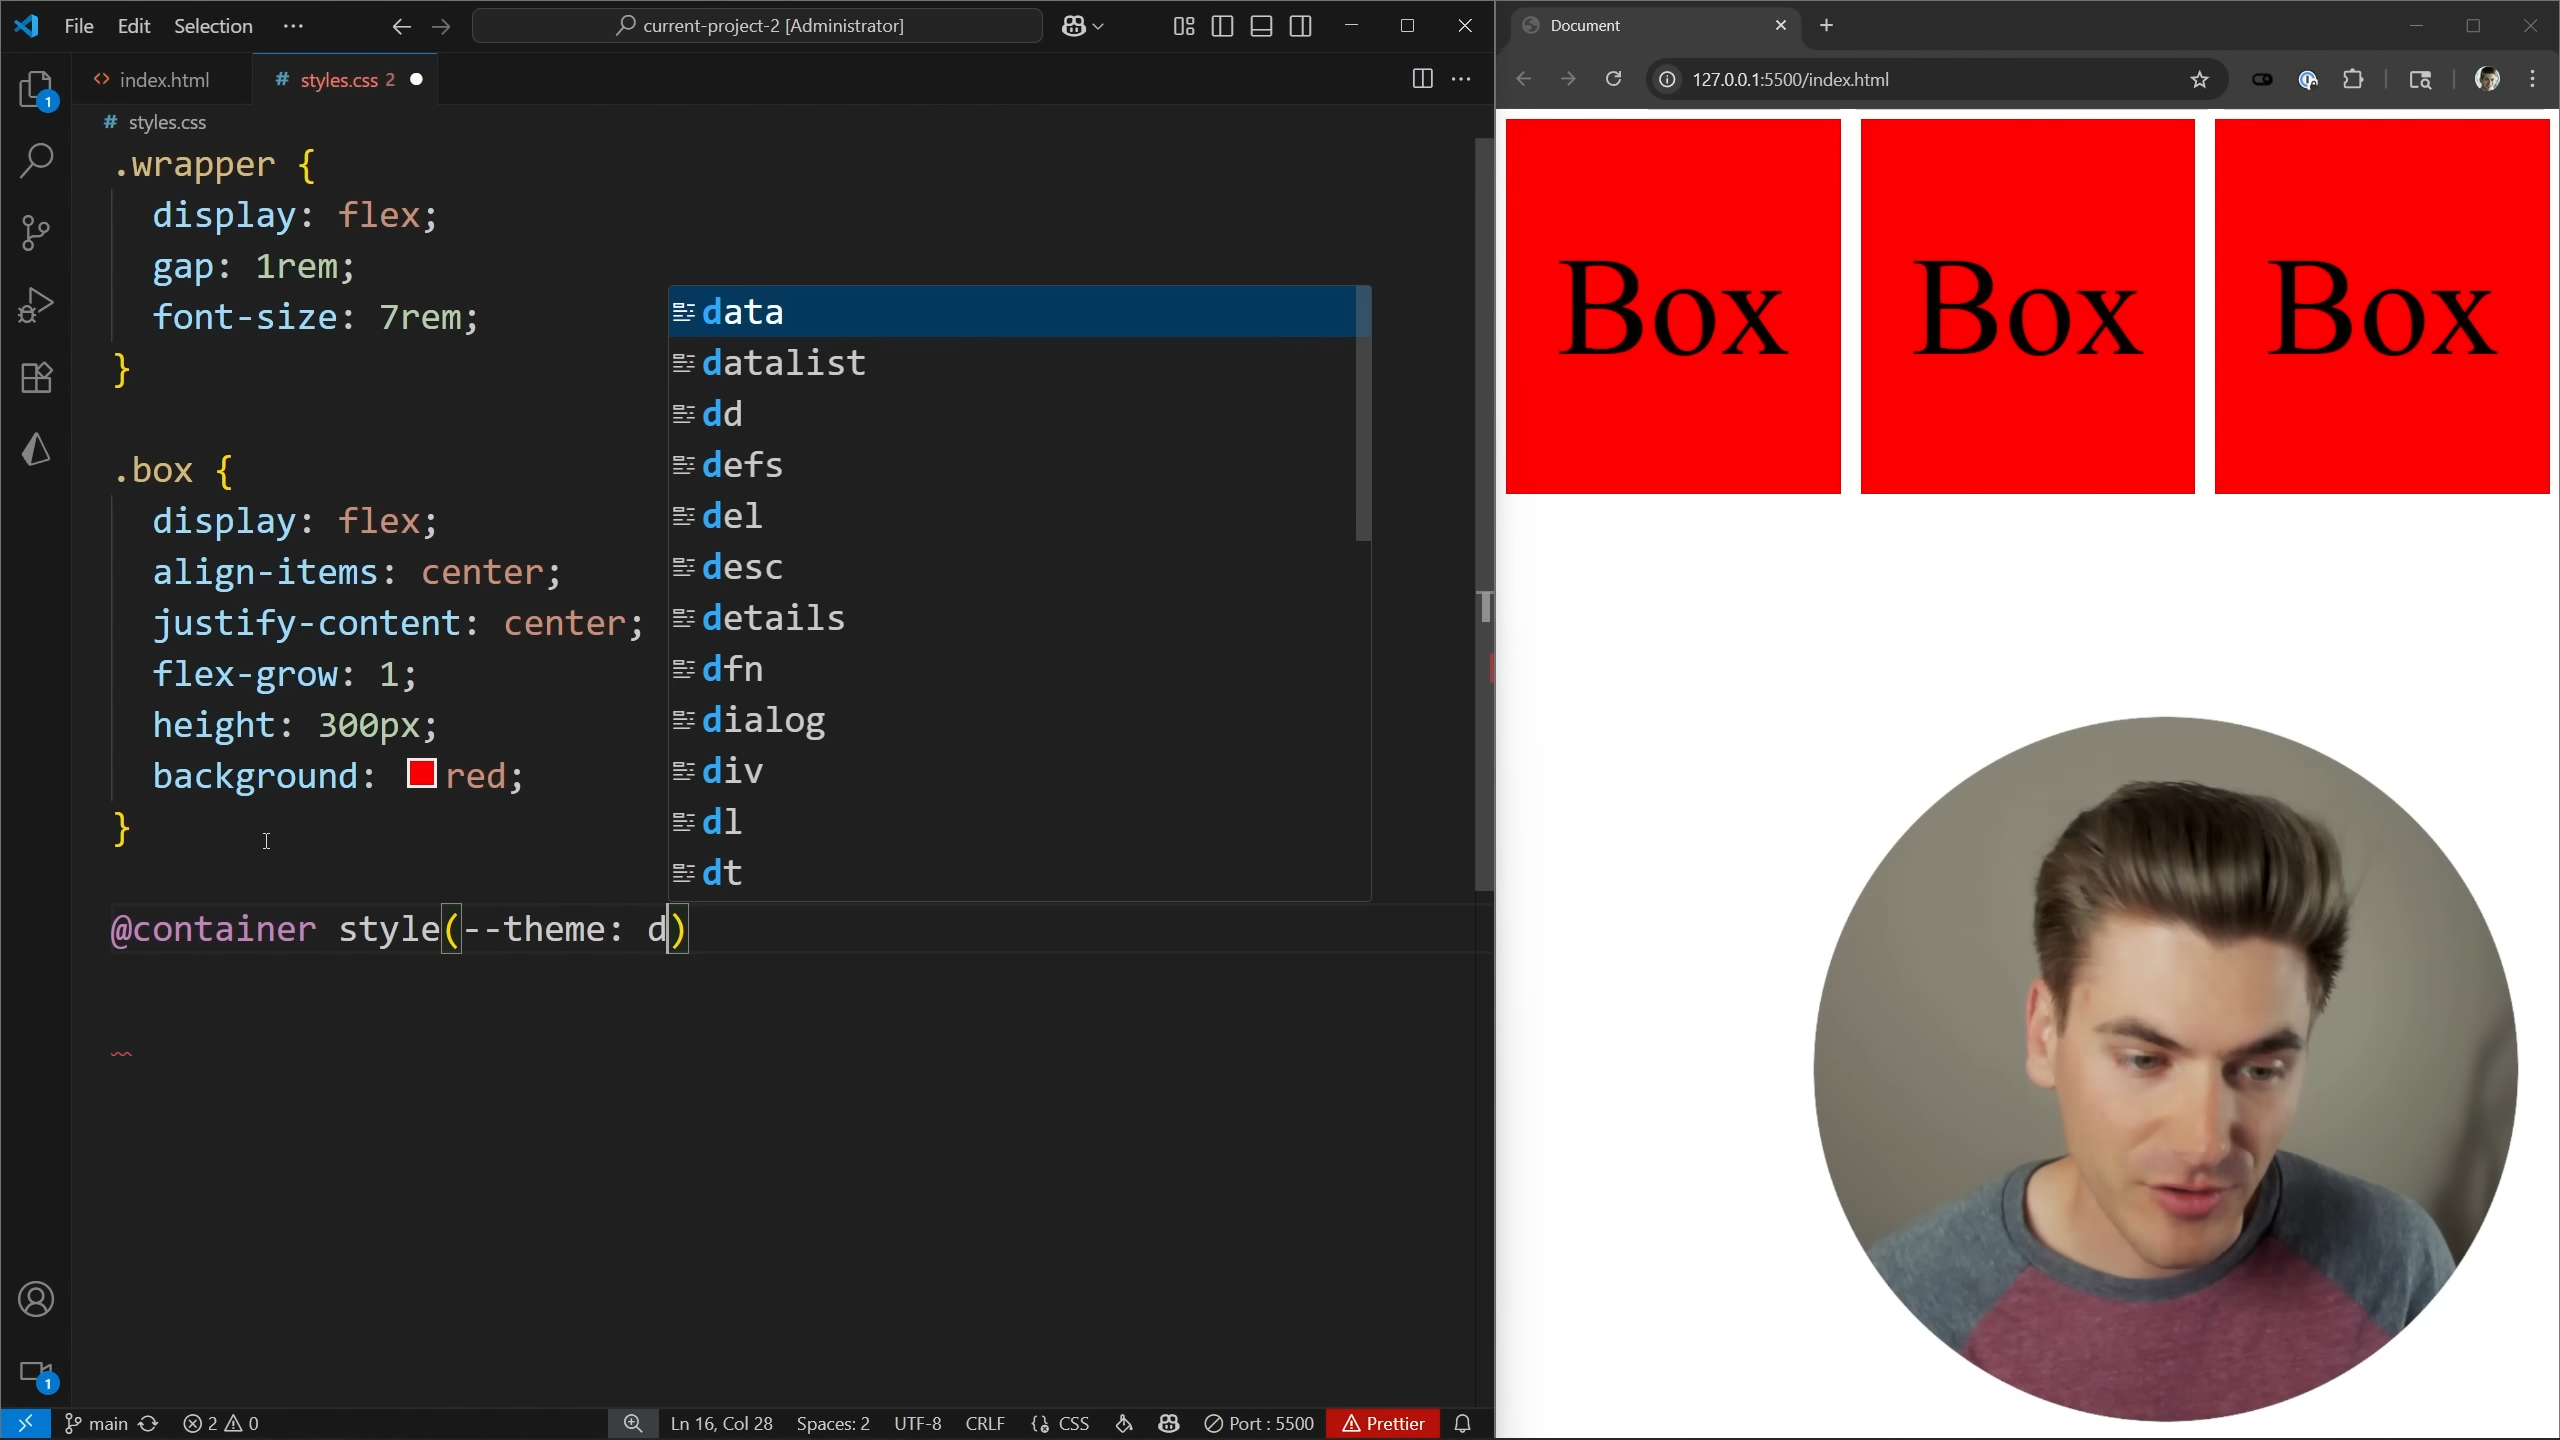 File Edit Selection ···
current-project-2 [Administrator]
index.html
# styles.css 2
# styles.css
.wrapper {
display: flex;
gap: 1rem;
font-size: 7rem;
}
.box {
display: flex;
align-items: center;
justify-content: center;
flex-grow: 1;
height: 300px;
background: red;
}
@container style(--theme: d)
data
datalist
dd
defs
del
desc
details
dfn
dialog
div
dl
dt
1
1
main
2 0
Ln 16, Col 28
Spaces: 2
UTF-8
CRLF
{} CSS
Port : 5500
Prettier
Document
127.0.0.1:5500/index.html
Box Box Box